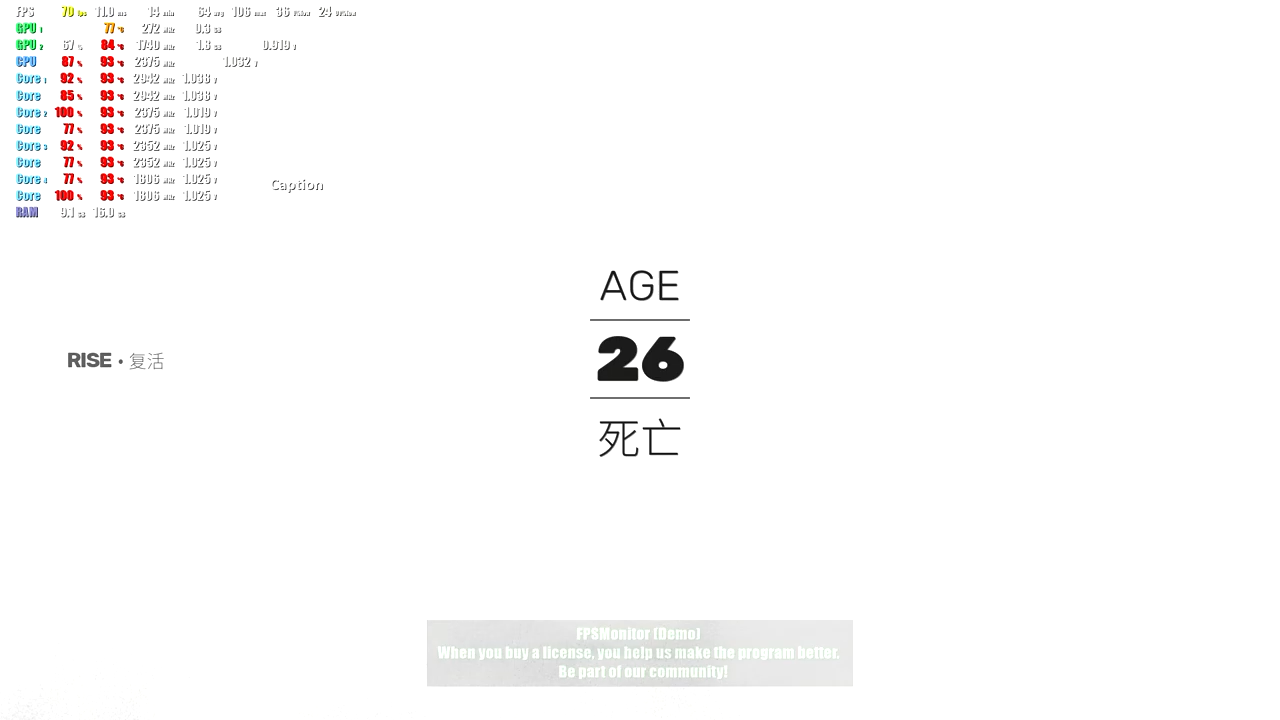 FPS 70 fps 11.0 ms 14 min 64 avg 106 max 36 24
GPU 1 77 °C 272 MHz 0.3 GB
GPU 2 67 % 84 °C 1740 MHz 1.8 GB 0.919 V
CPU 87 % 93 °C 2375 MHz 1.032 V
Core 1 92 % 93 °C 2942 MHz 1.038 V
Core 85 % 93 °C 2942 MHz 1.038 V
Core 2 100 % 93 °C 2375 MHz 1.019 V
Core 77 % 93 °C 2375 MHz 1.019 V
Core 3 92 % 93 °C 2352 MHz 1.025 V
Core 77 % 93 °C 2352 MHz 1.025 V
Core 4 77 % 93 °C 1806 MHz 1.025 V
Caption
Core 100 % 93 °C 1806 MHz 1.025 V
RAM 9.1 GB 16.0 GB
AGE
26
死亡
RISE • 复活
FPSMonitor (Demo)
When you buy a license, you help us make the program better.
Be part of our community!